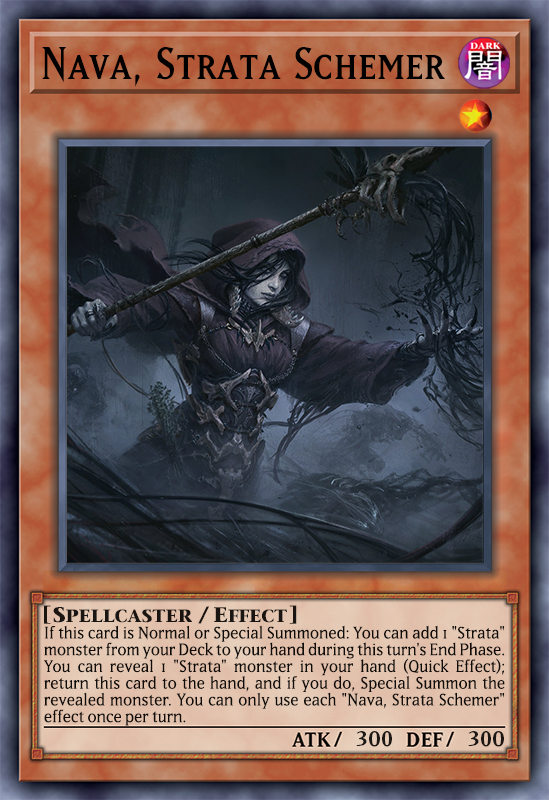 Nava, Strata Schemer
DARK
闇
[Spellcaster / Effect]
If this card is Normal or Special Summoned: You can add 1 "Strata"
monster from your Deck to your hand during this turn's End Phase.
You can reveal 1 "Strata" monster in your hand (Quick Effect);
return this card to the hand, and if you do, Special Summon the
revealed monster. You can only use each "Nava, Strata Schemer"
effect once per turn.
ATK/ 300 DEF/ 300